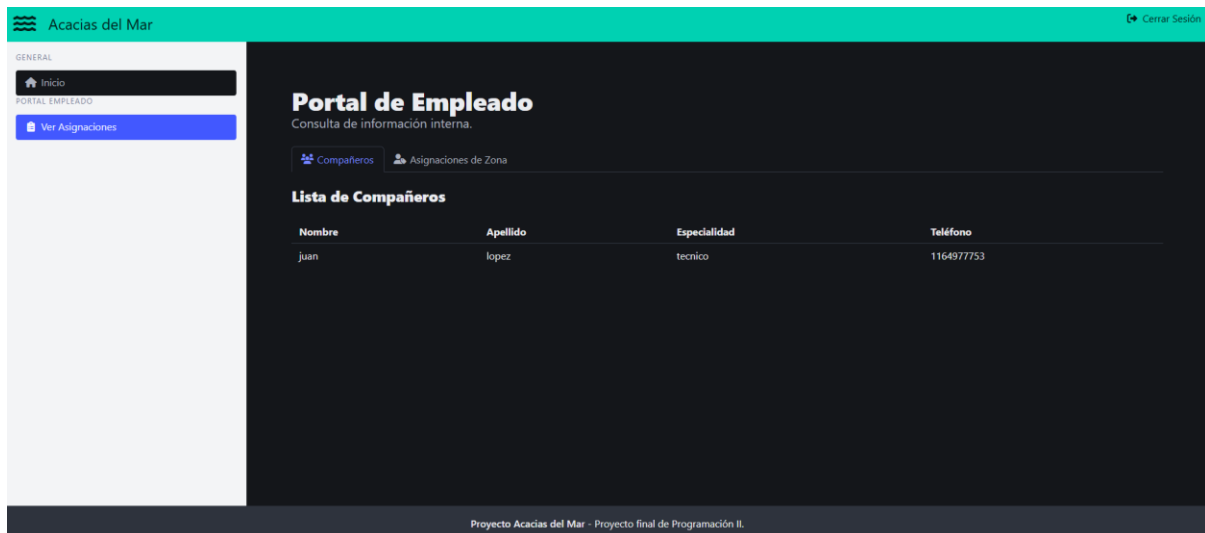 Acacias del Mar
Cerrar Sesión
GENERAL
Inicio
PORTAL EMPLEADO
Ver Asignaciones
Portal de Empleado
Consulta de información interna.
Compañeros Asignaciones de Zona
Lista de Compañeros
Nombre Apellido Especialidad Teléfono
juan lopez tecnico 1164977753
Proyecto Acacias del Mar - Proyecto final de Programación II.